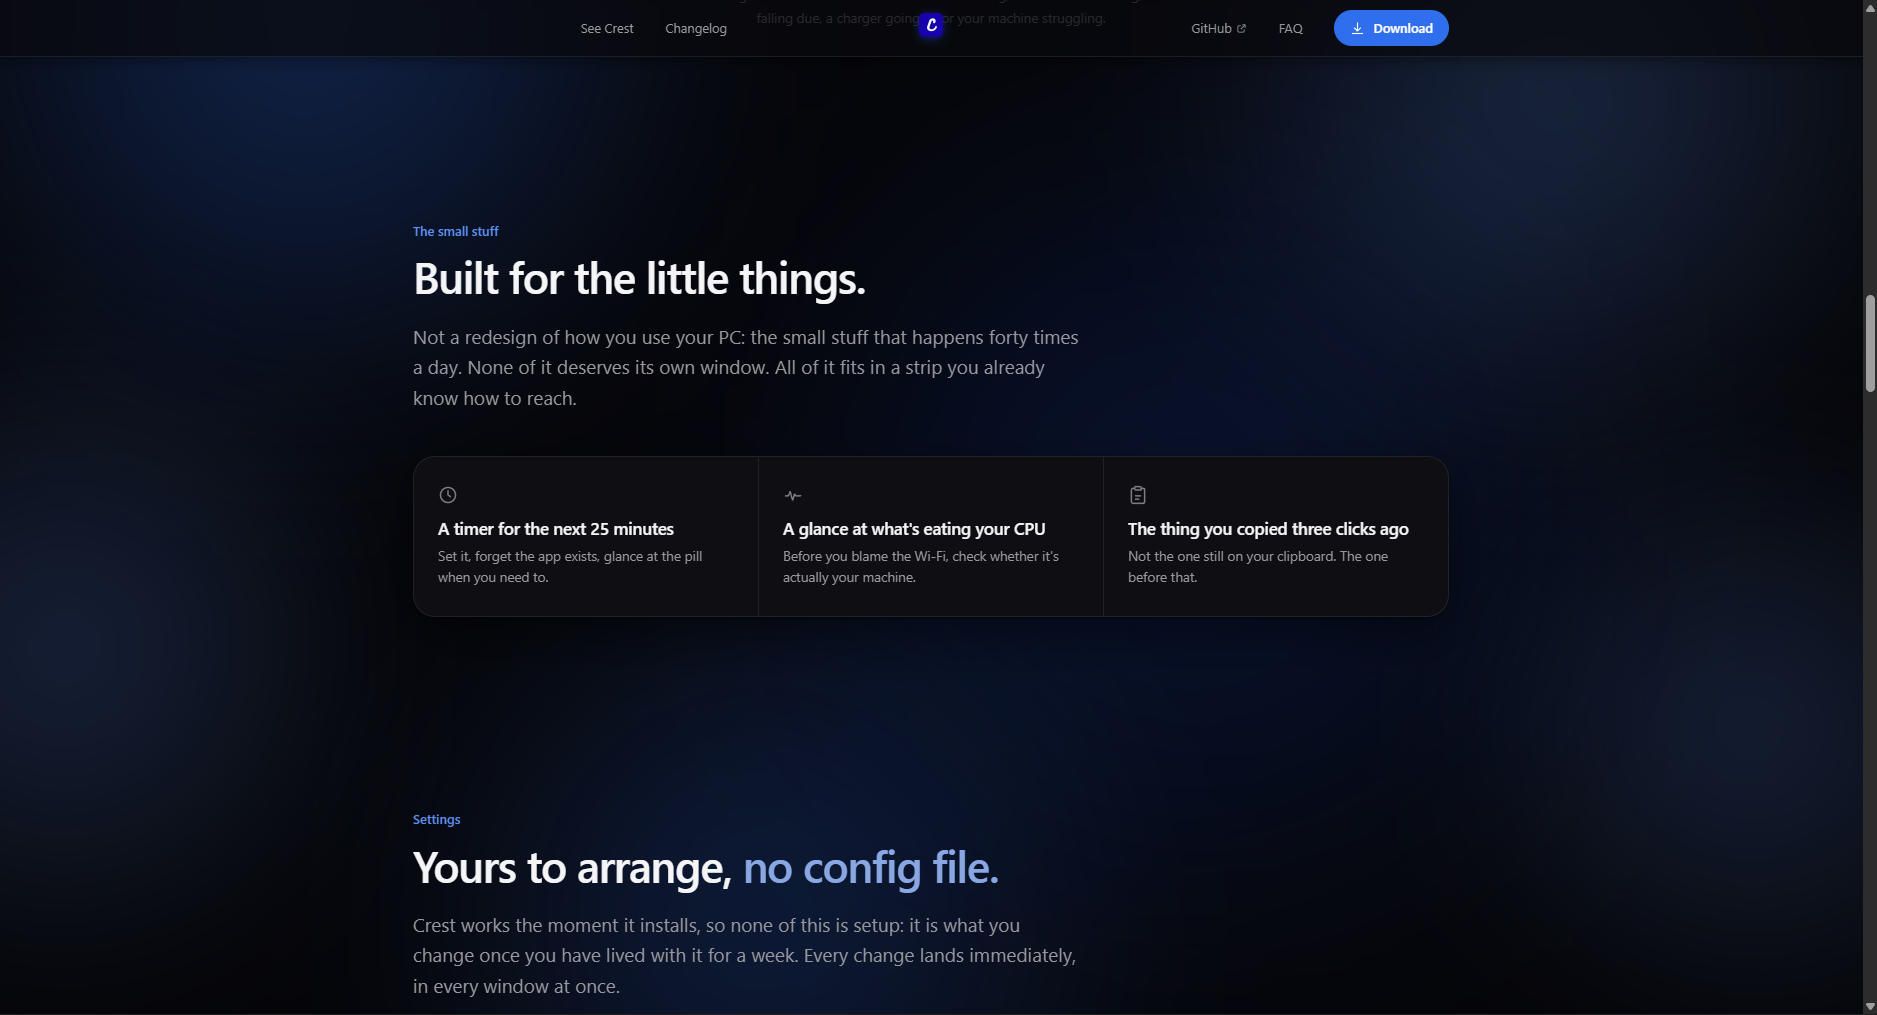 falling due, a charger going or your machine struggling.
See Crest
Changelog
C
GitHub
FAQ
Download
The small stuff
Built for the little things.
Not a redesign of how you use your PC: the small stuff that happens forty times
a day. None of it deserves its own window. All of it fits in a strip you already
know how to reach.
A timer for the next 25 minutes
Set it, forget the app exists, glance at the pill
when you need to.
A glance at what's eating your CPU
Before you blame the Wi-Fi, check whether it's
actually your machine.
The thing you copied three clicks ago
Not the one still on your clipboard. The one
before that.
Settings
Yours to arrange, no config file.
Crest works the moment it installs, so none of this is setup: it is what you
change once you have lived with it for a week. Every change lands immediately,
in every window at once.